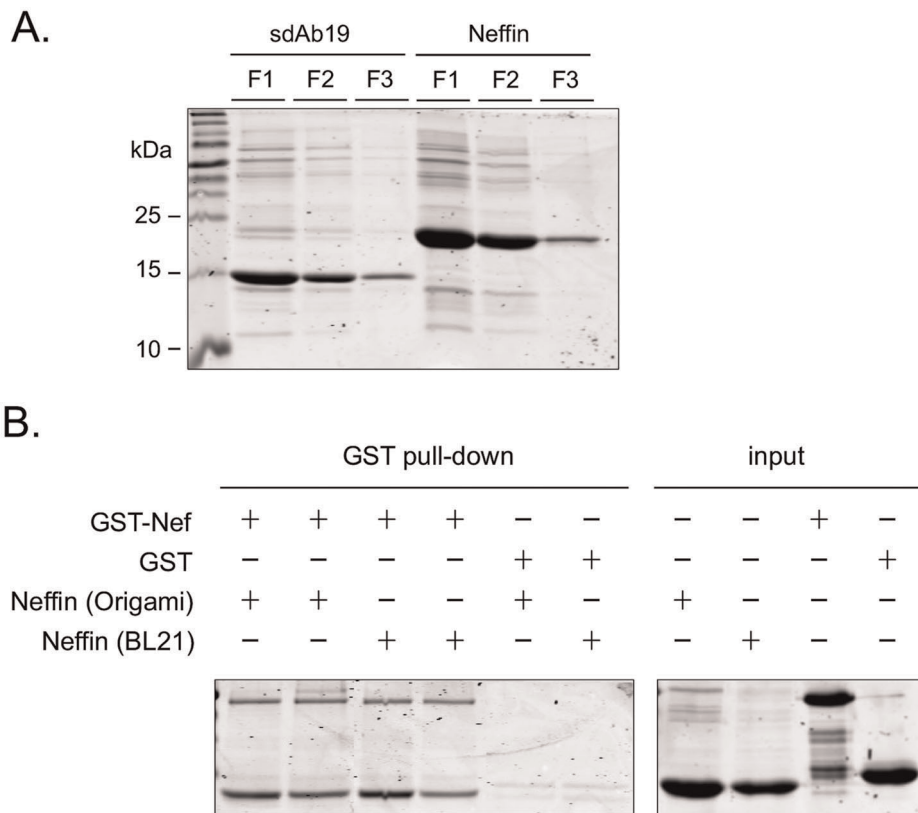 A.
sdAb19 Neffin
F1 F2 F3 F1 F2 F3
kDa
25 –
15 –
10 –
B.
GST pull-down input
GST-Nef + + + + – – – – + –
GST – – – – + + – – – +
Neffin (Origami) + + – – + – + – – –
Neffin (BL21) – – + + – + – + – –